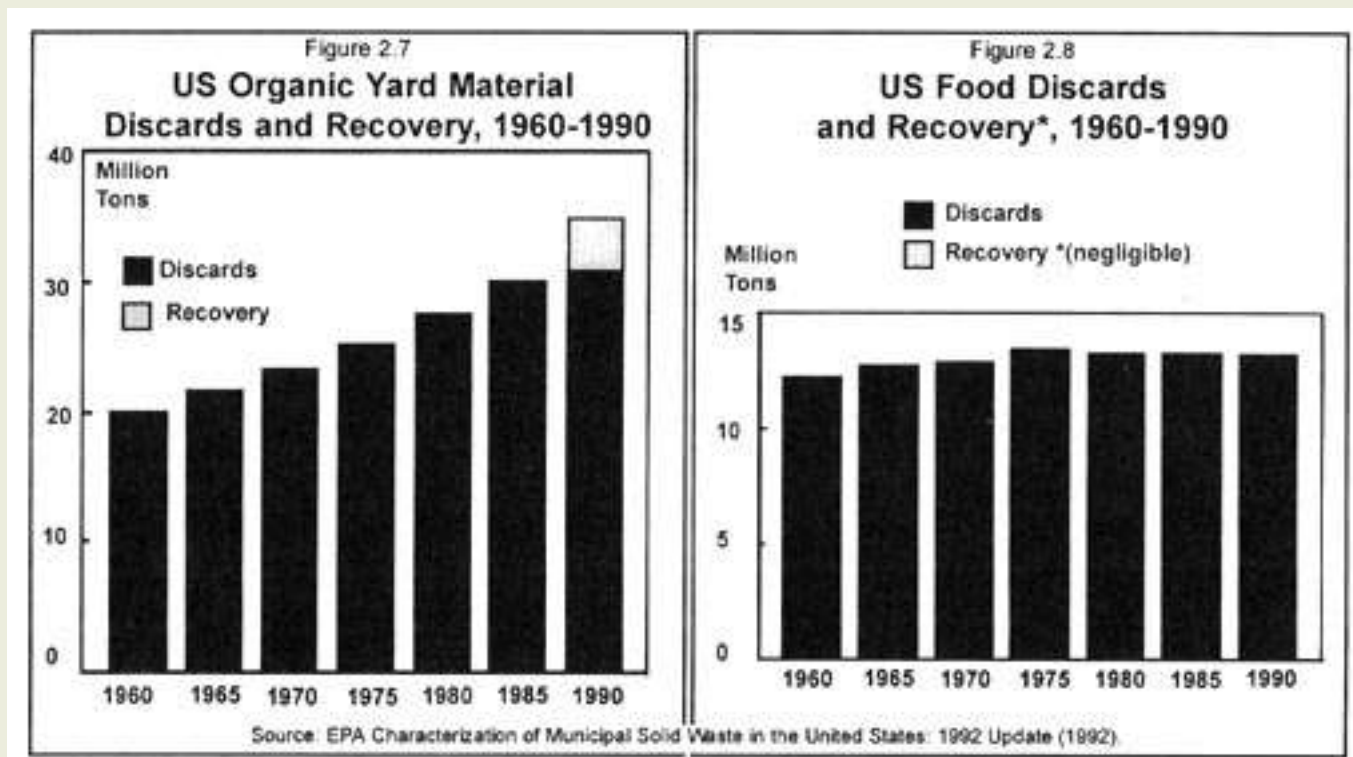 Figure 2.7
US Organic Yard Material
Discards and Recovery, 1960-1990
40
Million
Tons
Discards
30
Recovery
20
10
0
1960 1965 1970 1975 1980 1985 1990
Figure 2.8
US Food Discards
and Recovery*, 1960-1990
Discards
Recovery *(negligible)
Million
Tons
15
10
5
0
1960 1965 1970 1975 1980 1985 1990
Source: EPA Characterization of Municipal Solid Waste in the United States: 1992 Update (1992).